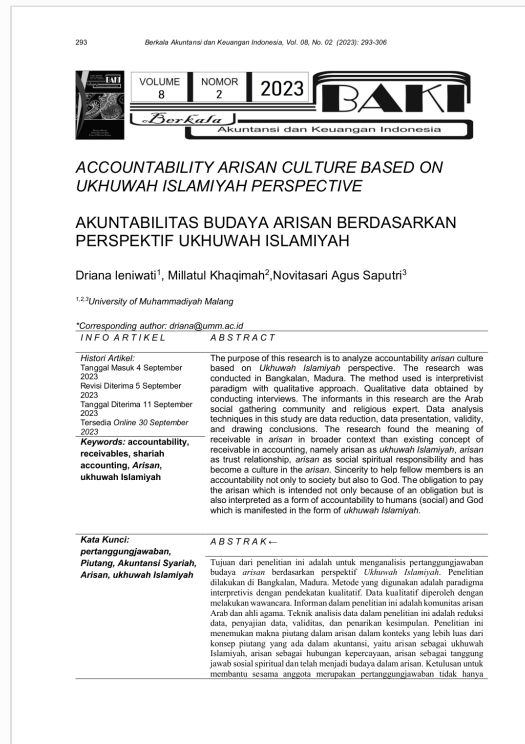 293
Berkala Akuntansi dan Keuangan Indonesia, Vol. 08, No. 02 (2023): 293-306
VOLUME
8
NOMOR
2
2023
BAKI
Berkala
Akuntansi dan Keuangan Indonesia
ACCOUNTABILITY ARISAN CULTURE BASED ON
UKHUWAH ISLAMIYAH PERSPECTIVE
AKUNTABILITAS BUDAYA ARISAN BERDASARKAN
PERSPEKTIF UKHUWAH ISLAMIYAH
Driana Ieniwati1, Millatul Khaqimah2,Novitasari Agus Saputri3
1,2,3University of Muhammadiyah Malang
*Corresponding author: driana@umm.ac.id
INFO ARTIKEL
Histori Artikel:
Tanggal Masuk 4 September
2023
Revisi Diterima 5 September
2023
Tanggal Diterima 11 September
2023
Tersedia Online 30 September
2023
Keywords: accountability,
receivables, shariah
accounting, Arisan,
ukhuwah Islamiyah
ABSTRACT
The purpose of this research is to analyze accountability arisan culture
based on Ukhuwah Islamiyah perspective. The research was
conducted in Bangkalan, Madura. The method used is interpretivist
paradigm with qualitative approach. Qualitative data obtained by
conducting interviews. The informants in this research are the Arab
social gathering community and religious expert. Data analysis
techniques in this study are data reduction, data presentation, validity,
and drawing conclusions. The research found the meaning of
receivable in arisan in broader context than existing concept of
receivable in accounting, namely arisan as ukhuwah Islamiyah, arisan
as trust relationship, arisan as social spiritual responsibility and has
become a culture in the arisan. Sincerity to help fellow members is an
accountability not only to society but also to God. The obligation to pay
the arisan which is intended not only because of an obligation but is
also interpreted as a form of accountability to humans (social) and God
which is manifested in the form of ukhuwah Islamiyah.
Kata Kunci:
pertanggungjawaban,
Piutang, Akuntansi Syariah,
Arisan, ukhuwah Islamiyah
ABSTRAK←
Tujuan dari penelitian ini adalah untuk menganalisis pertanggungjawaban
budaya arisan berdasarkan perspektif Ukhuwah Islamiyah. Penelitian
dilakukan di Bangkalan, Madura. Metode yang digunakan adalah paradigma
interpretivis dengan pendekatan kualitatif. Data kualitatif diperoleh dengan
melakukan wawancara. Informan dalam penelitian ini adalah komunitas arisan
Arab dan ahli agama. Teknik analisis data dalam penelitian ini adalah reduksi
data, penyajian data, validitas, dan penarikan kesimpulan. Penelitian ini
menemukan makna piutang dalam arisan dalam konteks yang lebih luas dari
konsep piutang yang ada dalam akuntansi, yaitu arisan sebagai ukhuwah
Islamiyah, arisan sebagai hubungan kepercayaan, arisan sebagai tanggung
jawab sosial spiritual dan telah menjadi budaya dalam arisan. Ketulusan untuk
membantu sesama anggota merupakan pertanggungjawaban tidak hanya